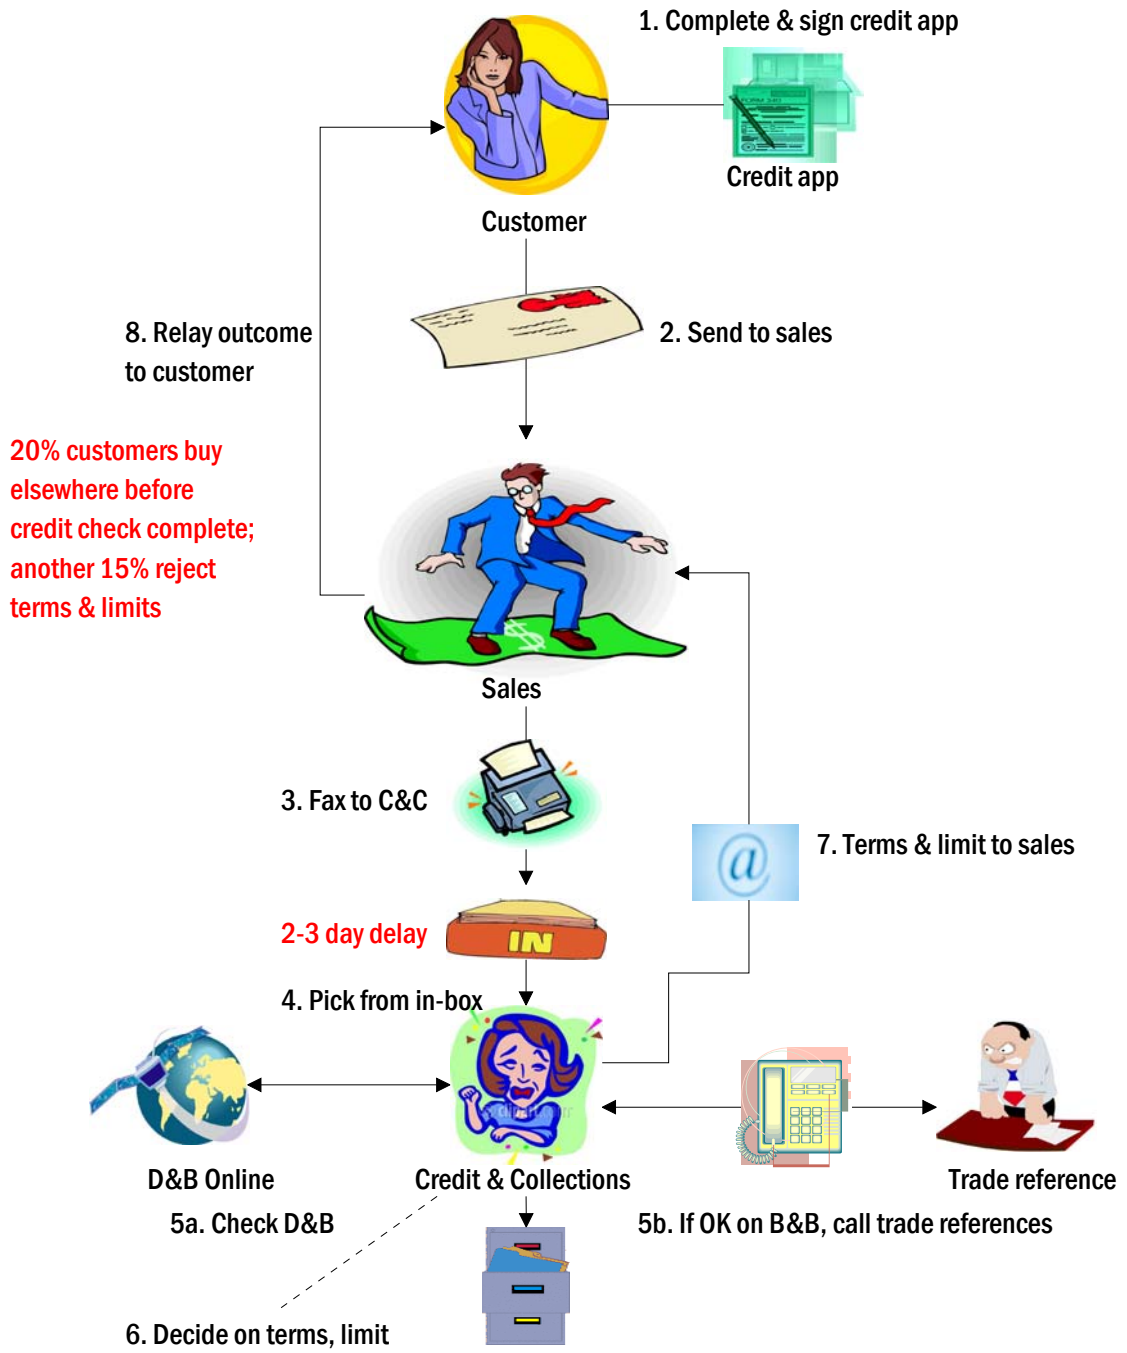 1. Complete & sign credit app
FORM 340
Credit app
Customer
8. Relay outcome
to customer
2. Send to sales
20% customers buy
elsewhere before
credit check complete;
another 15% reject
terms & limits
$
Sales
3. Fax to C&C
@
7. Terms & limit to sales
2-3 day delay
IN
4. Pick from in-box
D&B Online
Credit & Collections
Trade reference
5a. Check D&B
5b. If OK on B&B, call trade references
6. Decide on terms, limit